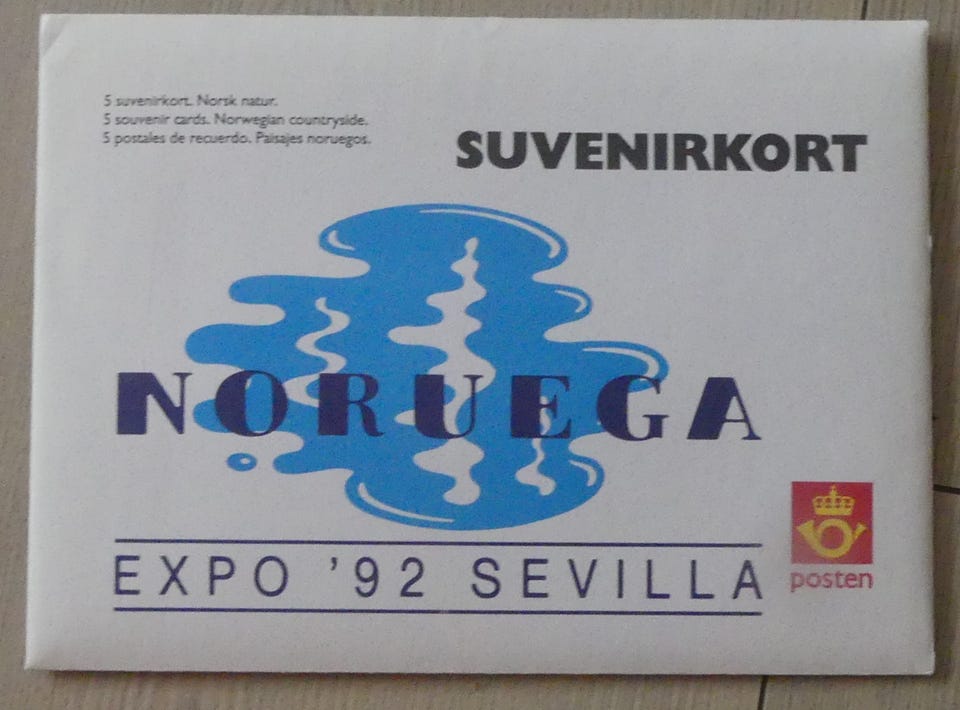 5 suvenirkort. Norsk natur.
5 souvenir cards. Norwegian countryside.
5 postales de recuerdo. Paisajes noruegos.
SUVENIRKORT
NORUEGA
EXPO '92 SEVILLA
posten